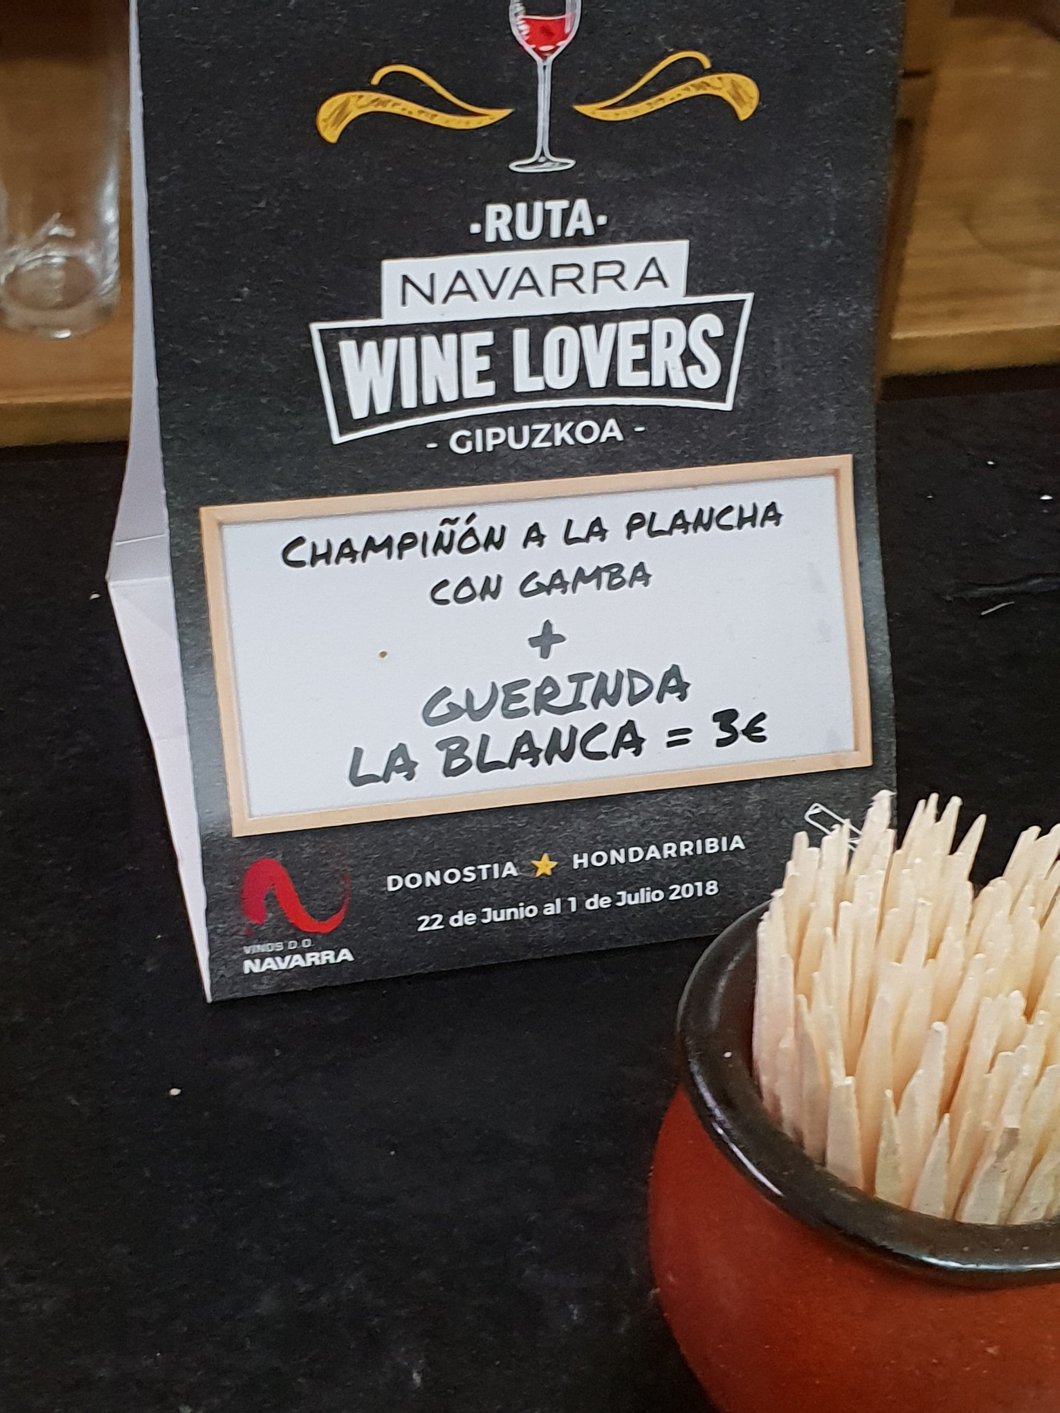 ·RUTA·
NAVARRA
WINE LOVERS
- GIPUZKOA -
CHAMPIÑÓN A LA PLANCHA
CON GAMBA
+
GUERINDA
LA BLANCA = 3€
DONOSTIA ★ HONDARRIBIA
22 de Junio al 1 de Julio 2018
VINOS D.O.
NAVARRA